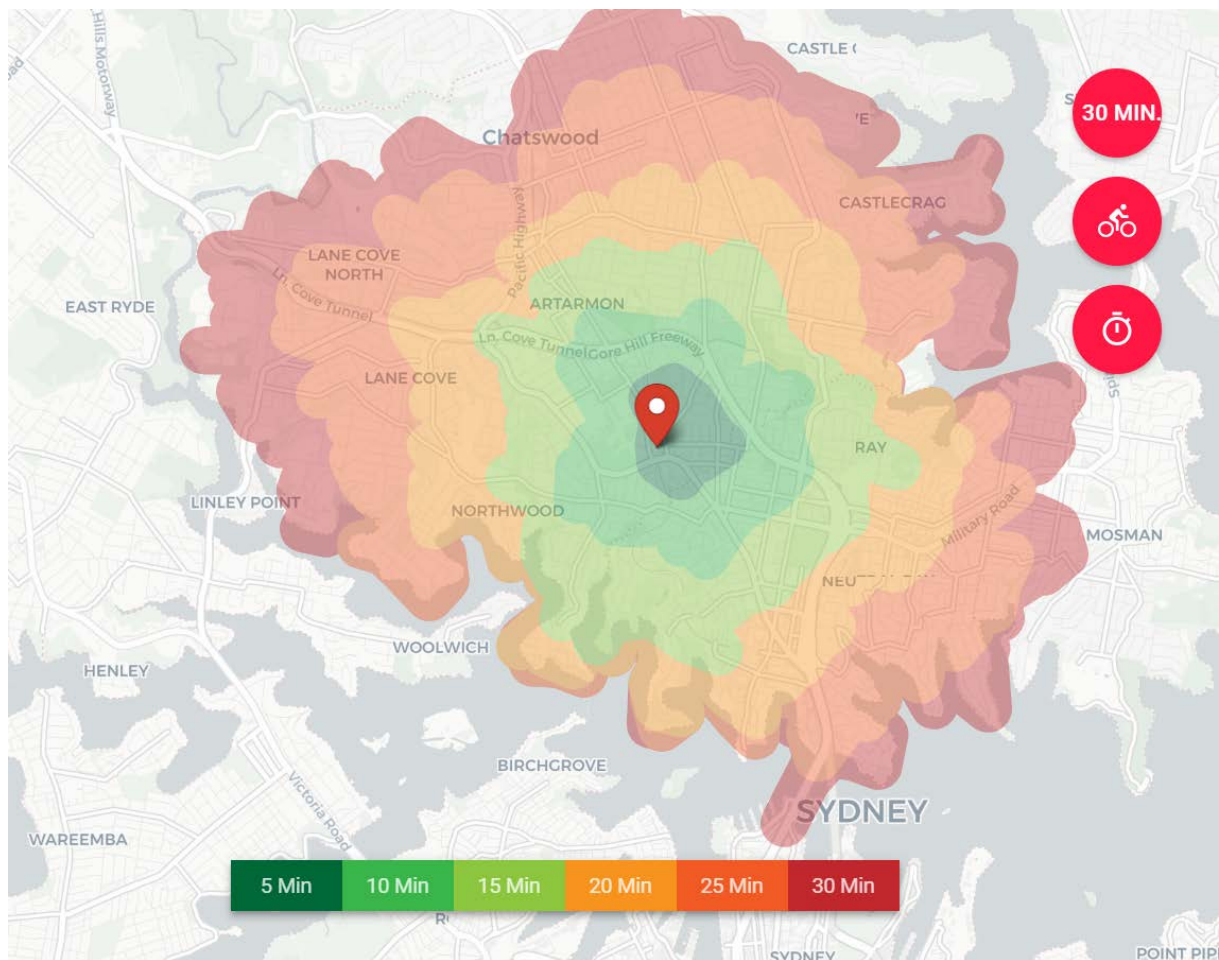 Hills Motorway
CASTLE C
30 MIN.
Chatswood
'E
CASTLECRAG
Pacific Highway
LANE COVE
NORTH
Ln. Cove Tunnel
EAST RYDE
ARTARMON
Ln. Cove Tunnel
Gore Hill Freeway
LANE COVE
RAY
LINLEY POINT
NORTHWOOD
Military Road
MOSMAN
WOOLWICH
HENLEY
BIRCHGROVE
Victoria Road
SYDNEY
WAREEMBA
5 Min
10 Min
15 Min
20 Min
25 Min
30 Min
SYDNEY
POINT PIP